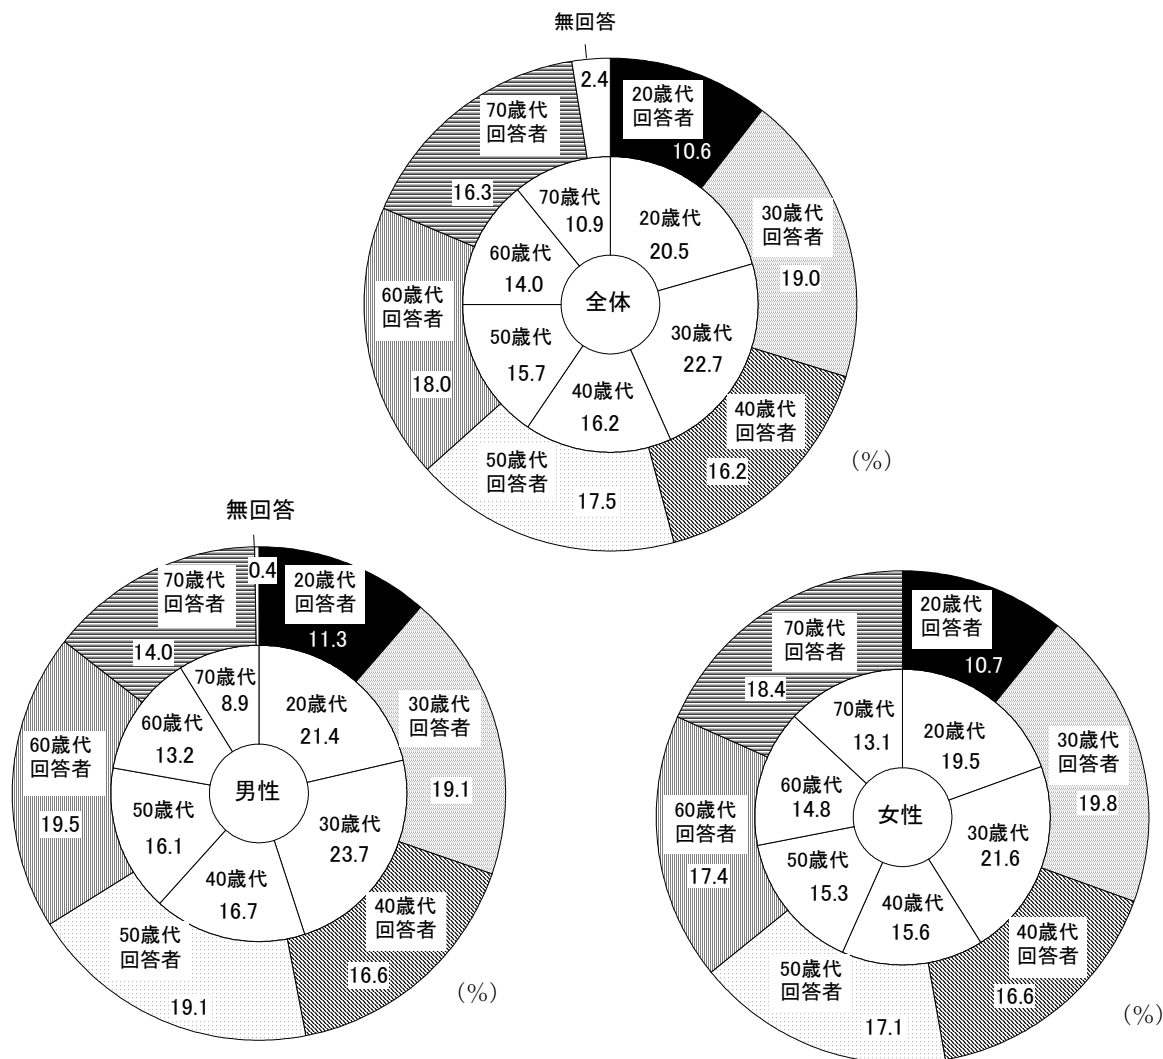 無回答
2.4
20歳代
回答者
10.6
30歳代
回答者
19.0
40歳代
回答者
16.2
50歳代
回答者
17.5
60歳代
回答者
18.0
70歳代
回答者
16.3
20歳代
20.5
30歳代
22.7
40歳代
16.2
50歳代
15.7
60歳代
14.0
70歳代
10.9
全体
(%)
無回答
0.4
20歳代
回答者
11.3
30歳代
回答者
19.1
40歳代
回答者
16.6
50歳代
回答者
19.1
60歳代
回答者
19.5
70歳代
回答者
14.0
20歳代
21.4
30歳代
23.7
40歳代
16.7
50歳代
16.1
60歳代
13.2
70歳代
8.9
男性
(%)
20歳代
回答者
10.7
30歳代
回答者
19.8
40歳代
回答者
16.6
50歳代
回答者
17.1
60歳代
回答者
17.4
70歳代
回答者
18.4
20歳代
19.5
30歳代
21.6
40歳代
15.6
50歳代
15.3
60歳代
14.8
70歳代
13.1
女性
(%)